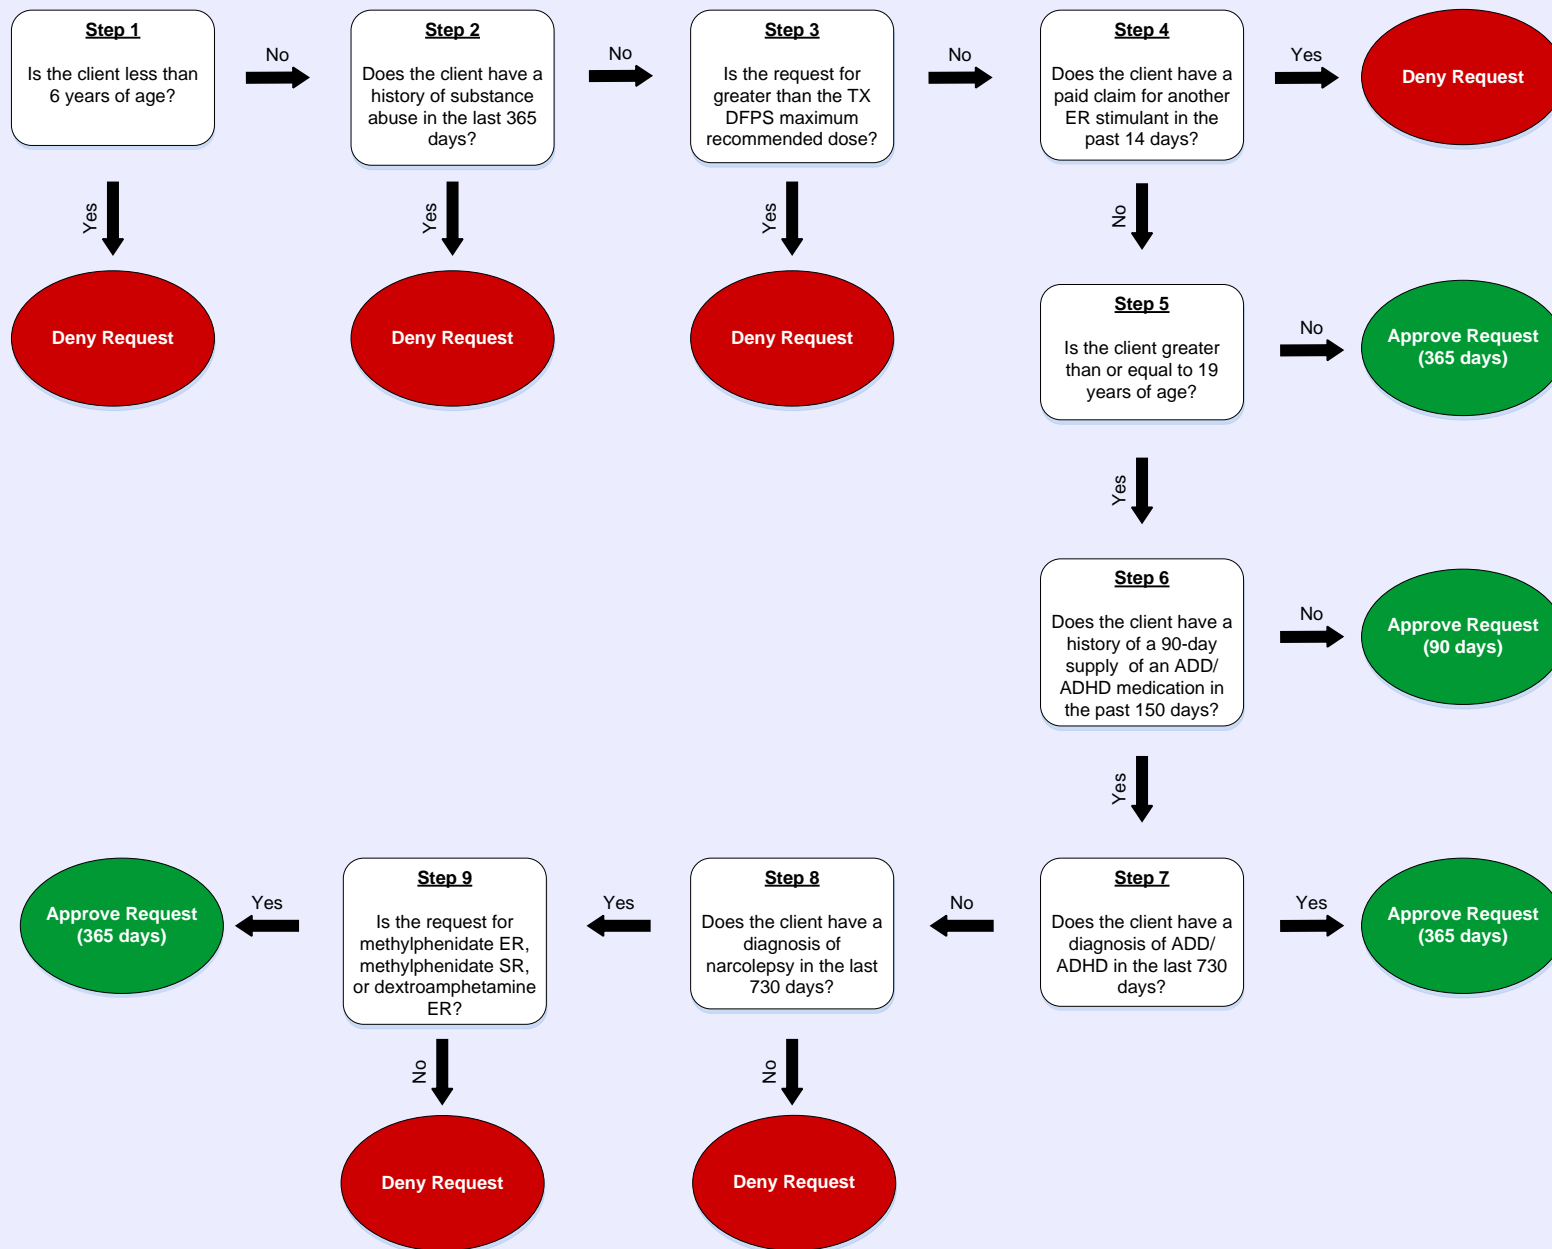 Step 1
Is the client less than
6 years of age?
No
Yes
Deny Request
Step 2
Does the client have a
history of substance
abuse in the last 365
days?
No
Yes
Deny Request
Step 3
Is the request for
greater than the TX
DFPS maximum
recommended dose?
No
Yes
Deny Request
Step 4
Does the client have a
paid claim for another
ER stimulant in the
past 14 days?
Yes
Deny Request
No
Step 5
Is the client greater
than or equal to 19
years of age?
No
Approve Request
(365 days)
Yes
Step 6
Does the client have a
history of a 90-day
supply  of an ADD/
ADHD medication in
the past 150 days?
No
Approve Request
(90 days)
Yes
Step 7
Does the client have a
diagnosis of ADD/
ADHD in the last 730
days?
Yes
Approve Request
(365 days)
No
Step 8
Does the client have a
diagnosis of
narcolepsy in the last
730 days?
No
Deny Request
Yes
Step 9
Is the request for
methylphenidate ER,
methylphenidate SR,
or dextroamphetamine
ER?
No
Deny Request
Yes
Approve Request
(365 days)